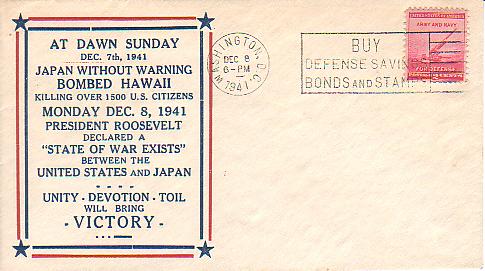 AT DAWN SUNDAY
DEC. 7th, 1941
JAPAN WITHOUT WARNING
BOMBED HAWAII
KILLING OVER 1500 U.S. CITIZENS
MONDAY DEC. 8, 1941
PRESIDENT ROOSEVELT
DECLARED A
"STATE OF WAR EXISTS"
BETWEEN THE
UNITED STATES AND JAPAN
- - - -
UNITY - DEVOTION - TOIL
WILL BRING
- VICTORY -
...—
WASHINGTON, D.C.
DEC 8
6-PM
1941
BUY
DEFENSE SAVINGS
BONDS AND STAMPS
ARMY AND NAVY
FOR DEFENSE